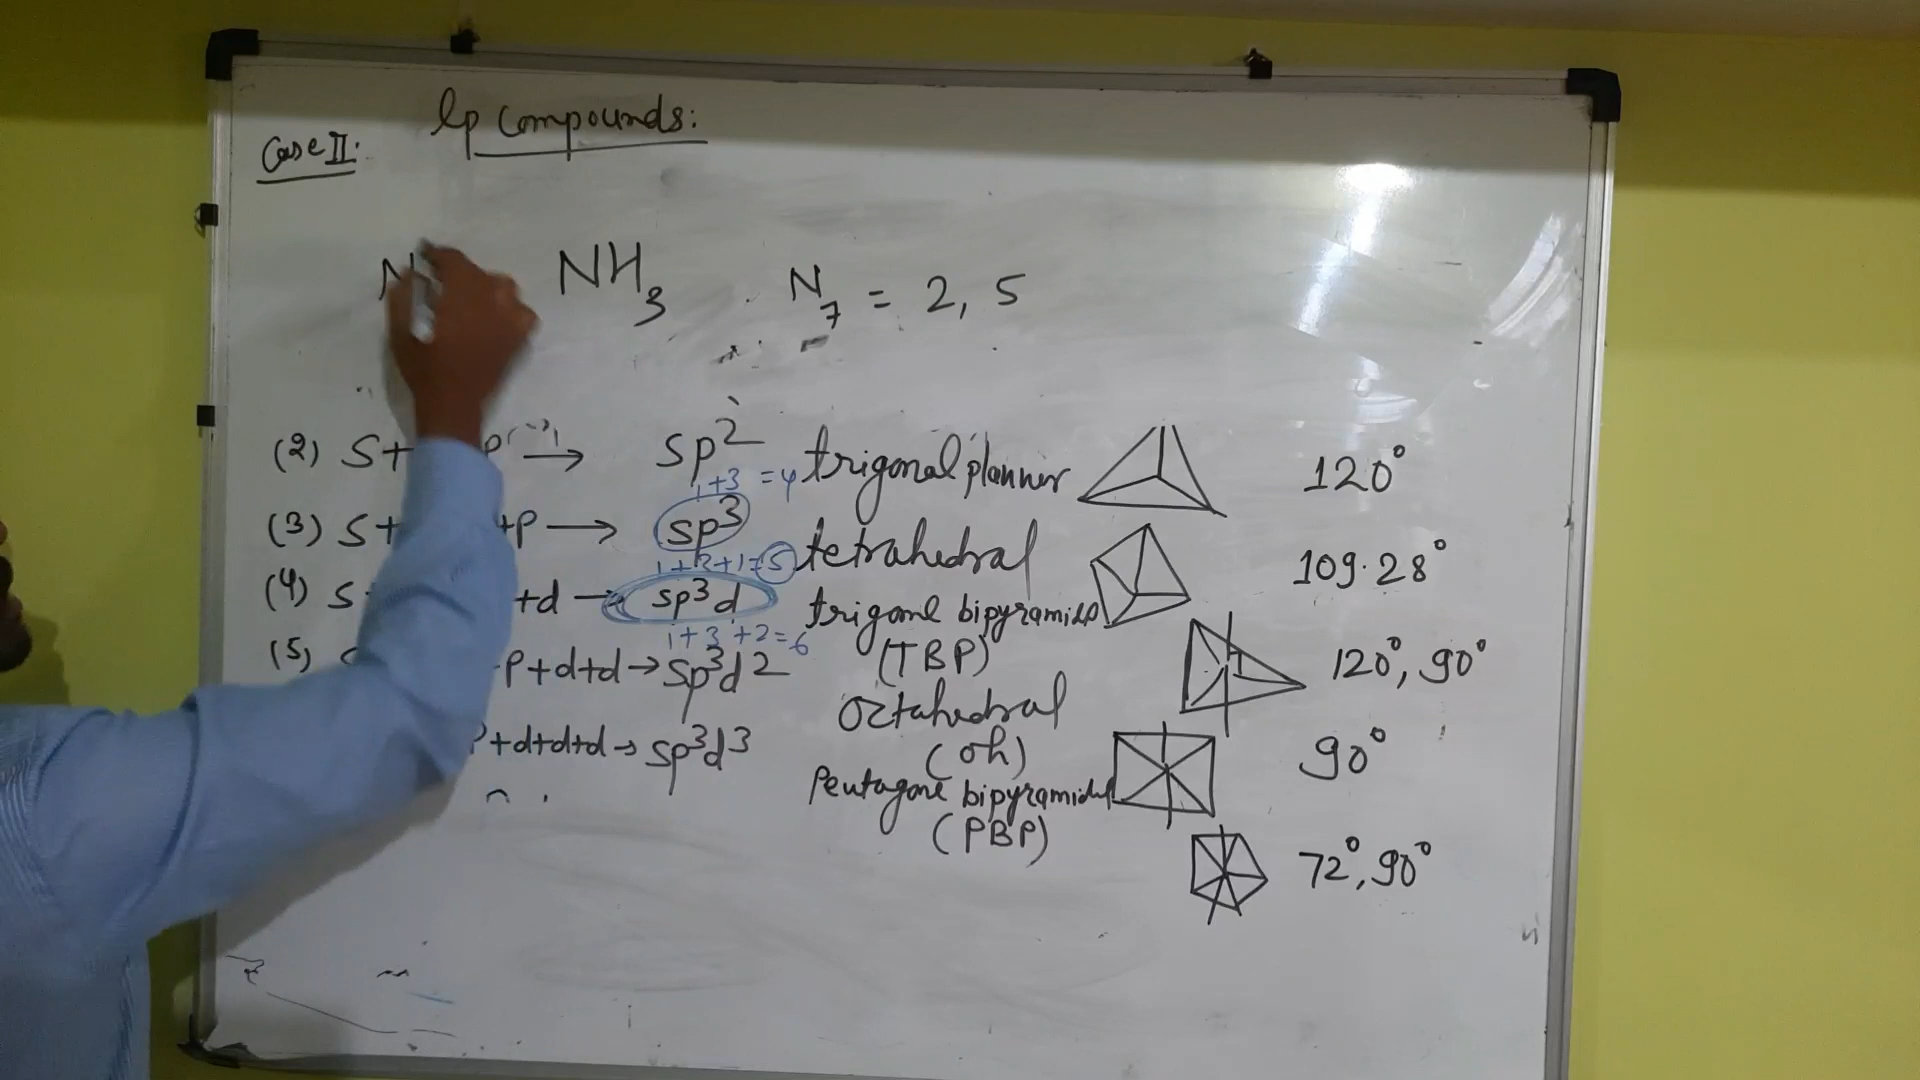 lp compounds:
Case II:
N NH3 N7 = 2, 5
(2) S+ p → sp2 trigonal planner 120°
1+3 =4
(3) S+ +p → sp3 tetrahedral 109.28°
1+3+1=5
(4) S +d → sp3d trigonal bipyramidal (TBP) 120°, 90°
1+3+2=6
(5) P+d+d → sp3d2 Octahedral (Oh) 90°
+d+d+d → sp3d3 Pentagonal bipyramidal (PBP) 72°, 90°